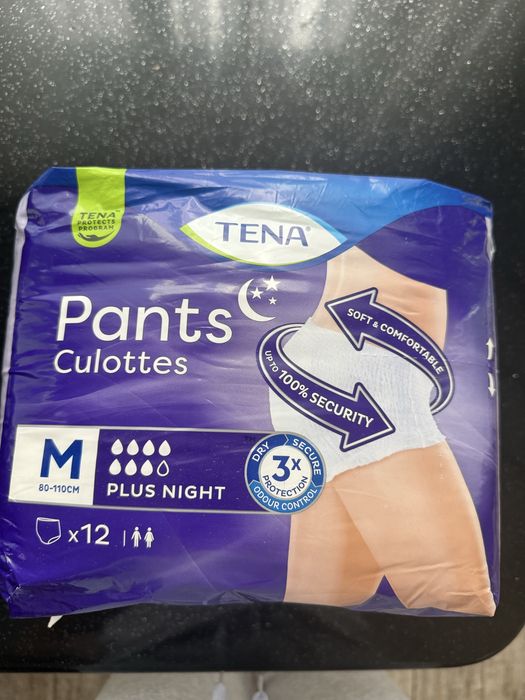 TENA
PROTECTS
PROGRAM
TENA®
Pants
Culottes
SOFT & COMFORTABLE
UP TO 100% SECURITY
M
80-110CM
PLUS NIGHT
DRY
SECURE
3X
PROTECTION
ODOUR CONTROL
x12